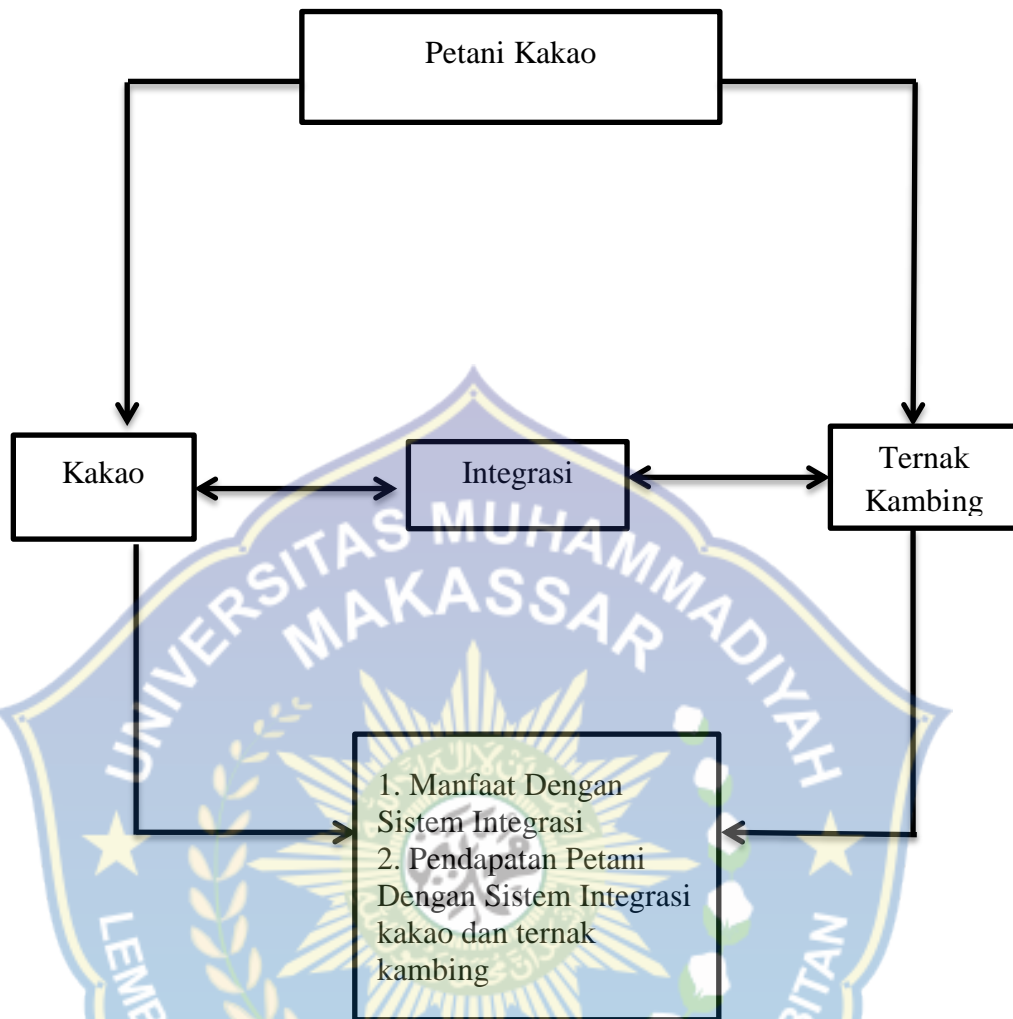 Petani Kakao
Kakao
Integrasi
Ternak
Kambing
UNIVERSITAS MUHAMMADIYAH
MAKASSAR
1. Manfaat Dengan
Sistem Integrasi
2. Pendapatan Petani
Dengan Sistem Integrasi
kakao dan ternak
kambing